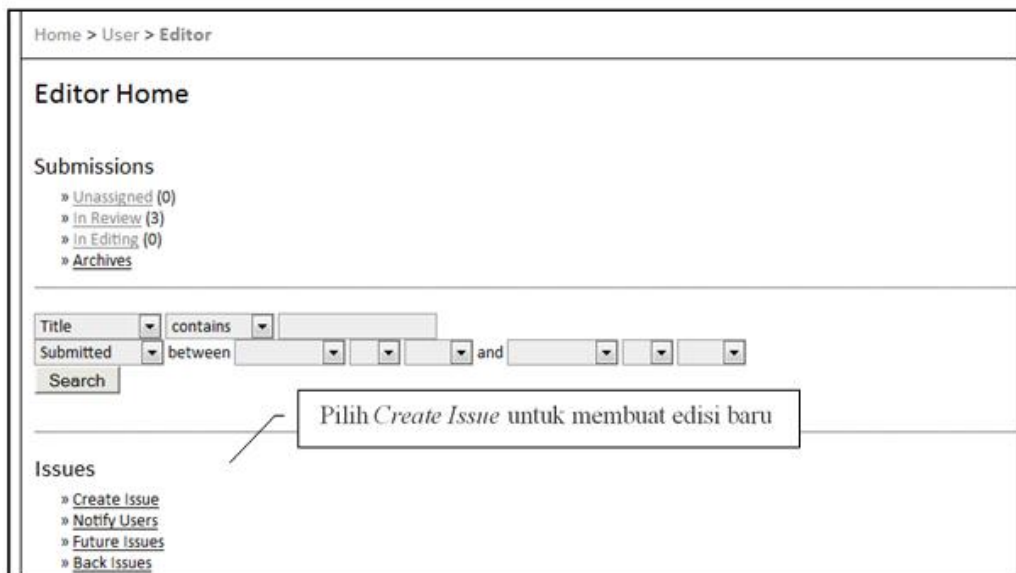 Home > User > Editor
Editor Home
Submissions
» Unassigned (0)
» In Review (3)
» In Editing (0)
» Archives
Title contains
Submitted between and
Search
Pilih Create Issue untuk membuat edisi baru
Issues
» Create Issue
» Notify Users
» Future Issues
» Back Issues